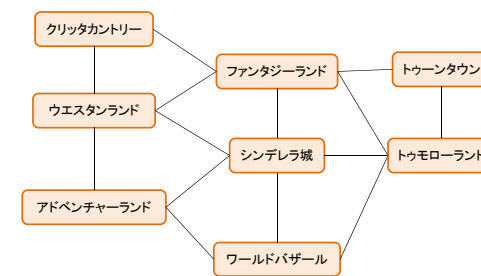 クリッタカントリー
ファンタジーランド
トゥーンタウン
ウエスタンランド
シンデレラ城
トゥモローランド
アドベンチャーランド
ワールドバザール